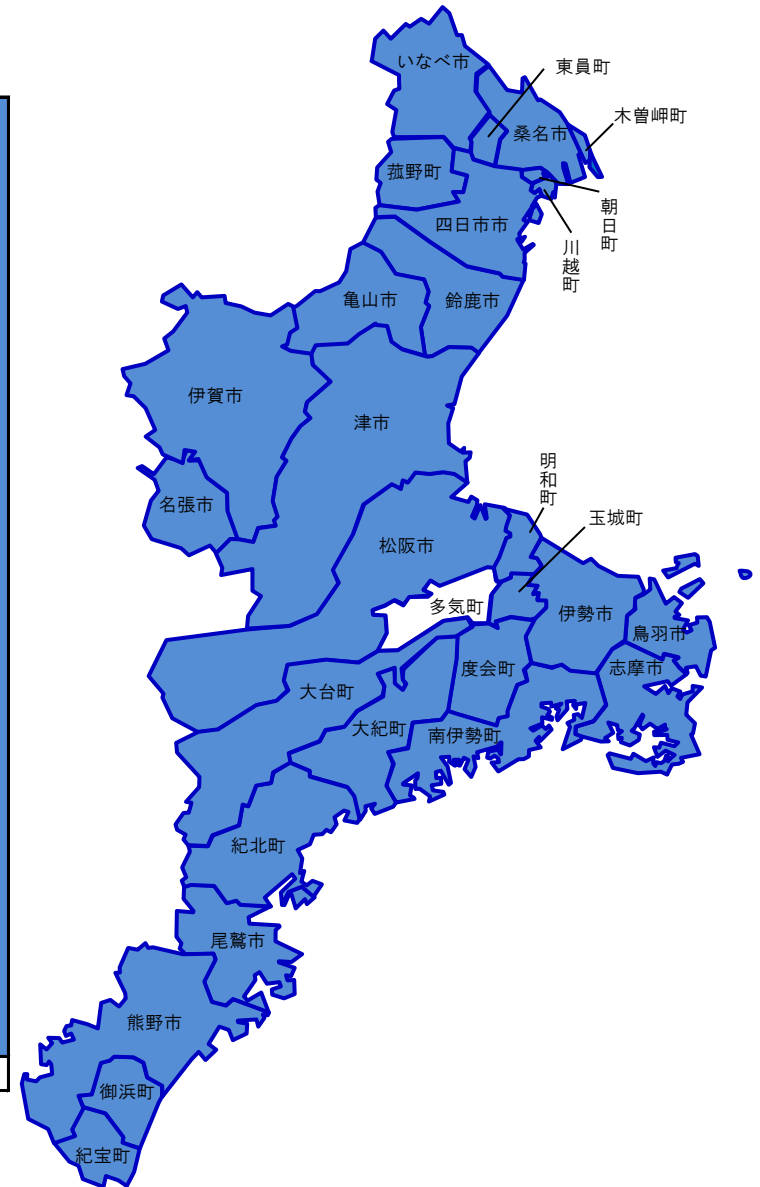 いなべ市
東員町
桑名市
木曽岬町
菰野町
朝日町
四日市市
川越町
亀山市
鈴鹿市
伊賀市
津市
明和町
名張市
玉城町
松阪市
多気町
伊勢市
鳥羽市
度会町
志摩市
大台町
大紀町
南伊勢町
紀北町
尾鷲市
熊野市
御浜町
紀宝町